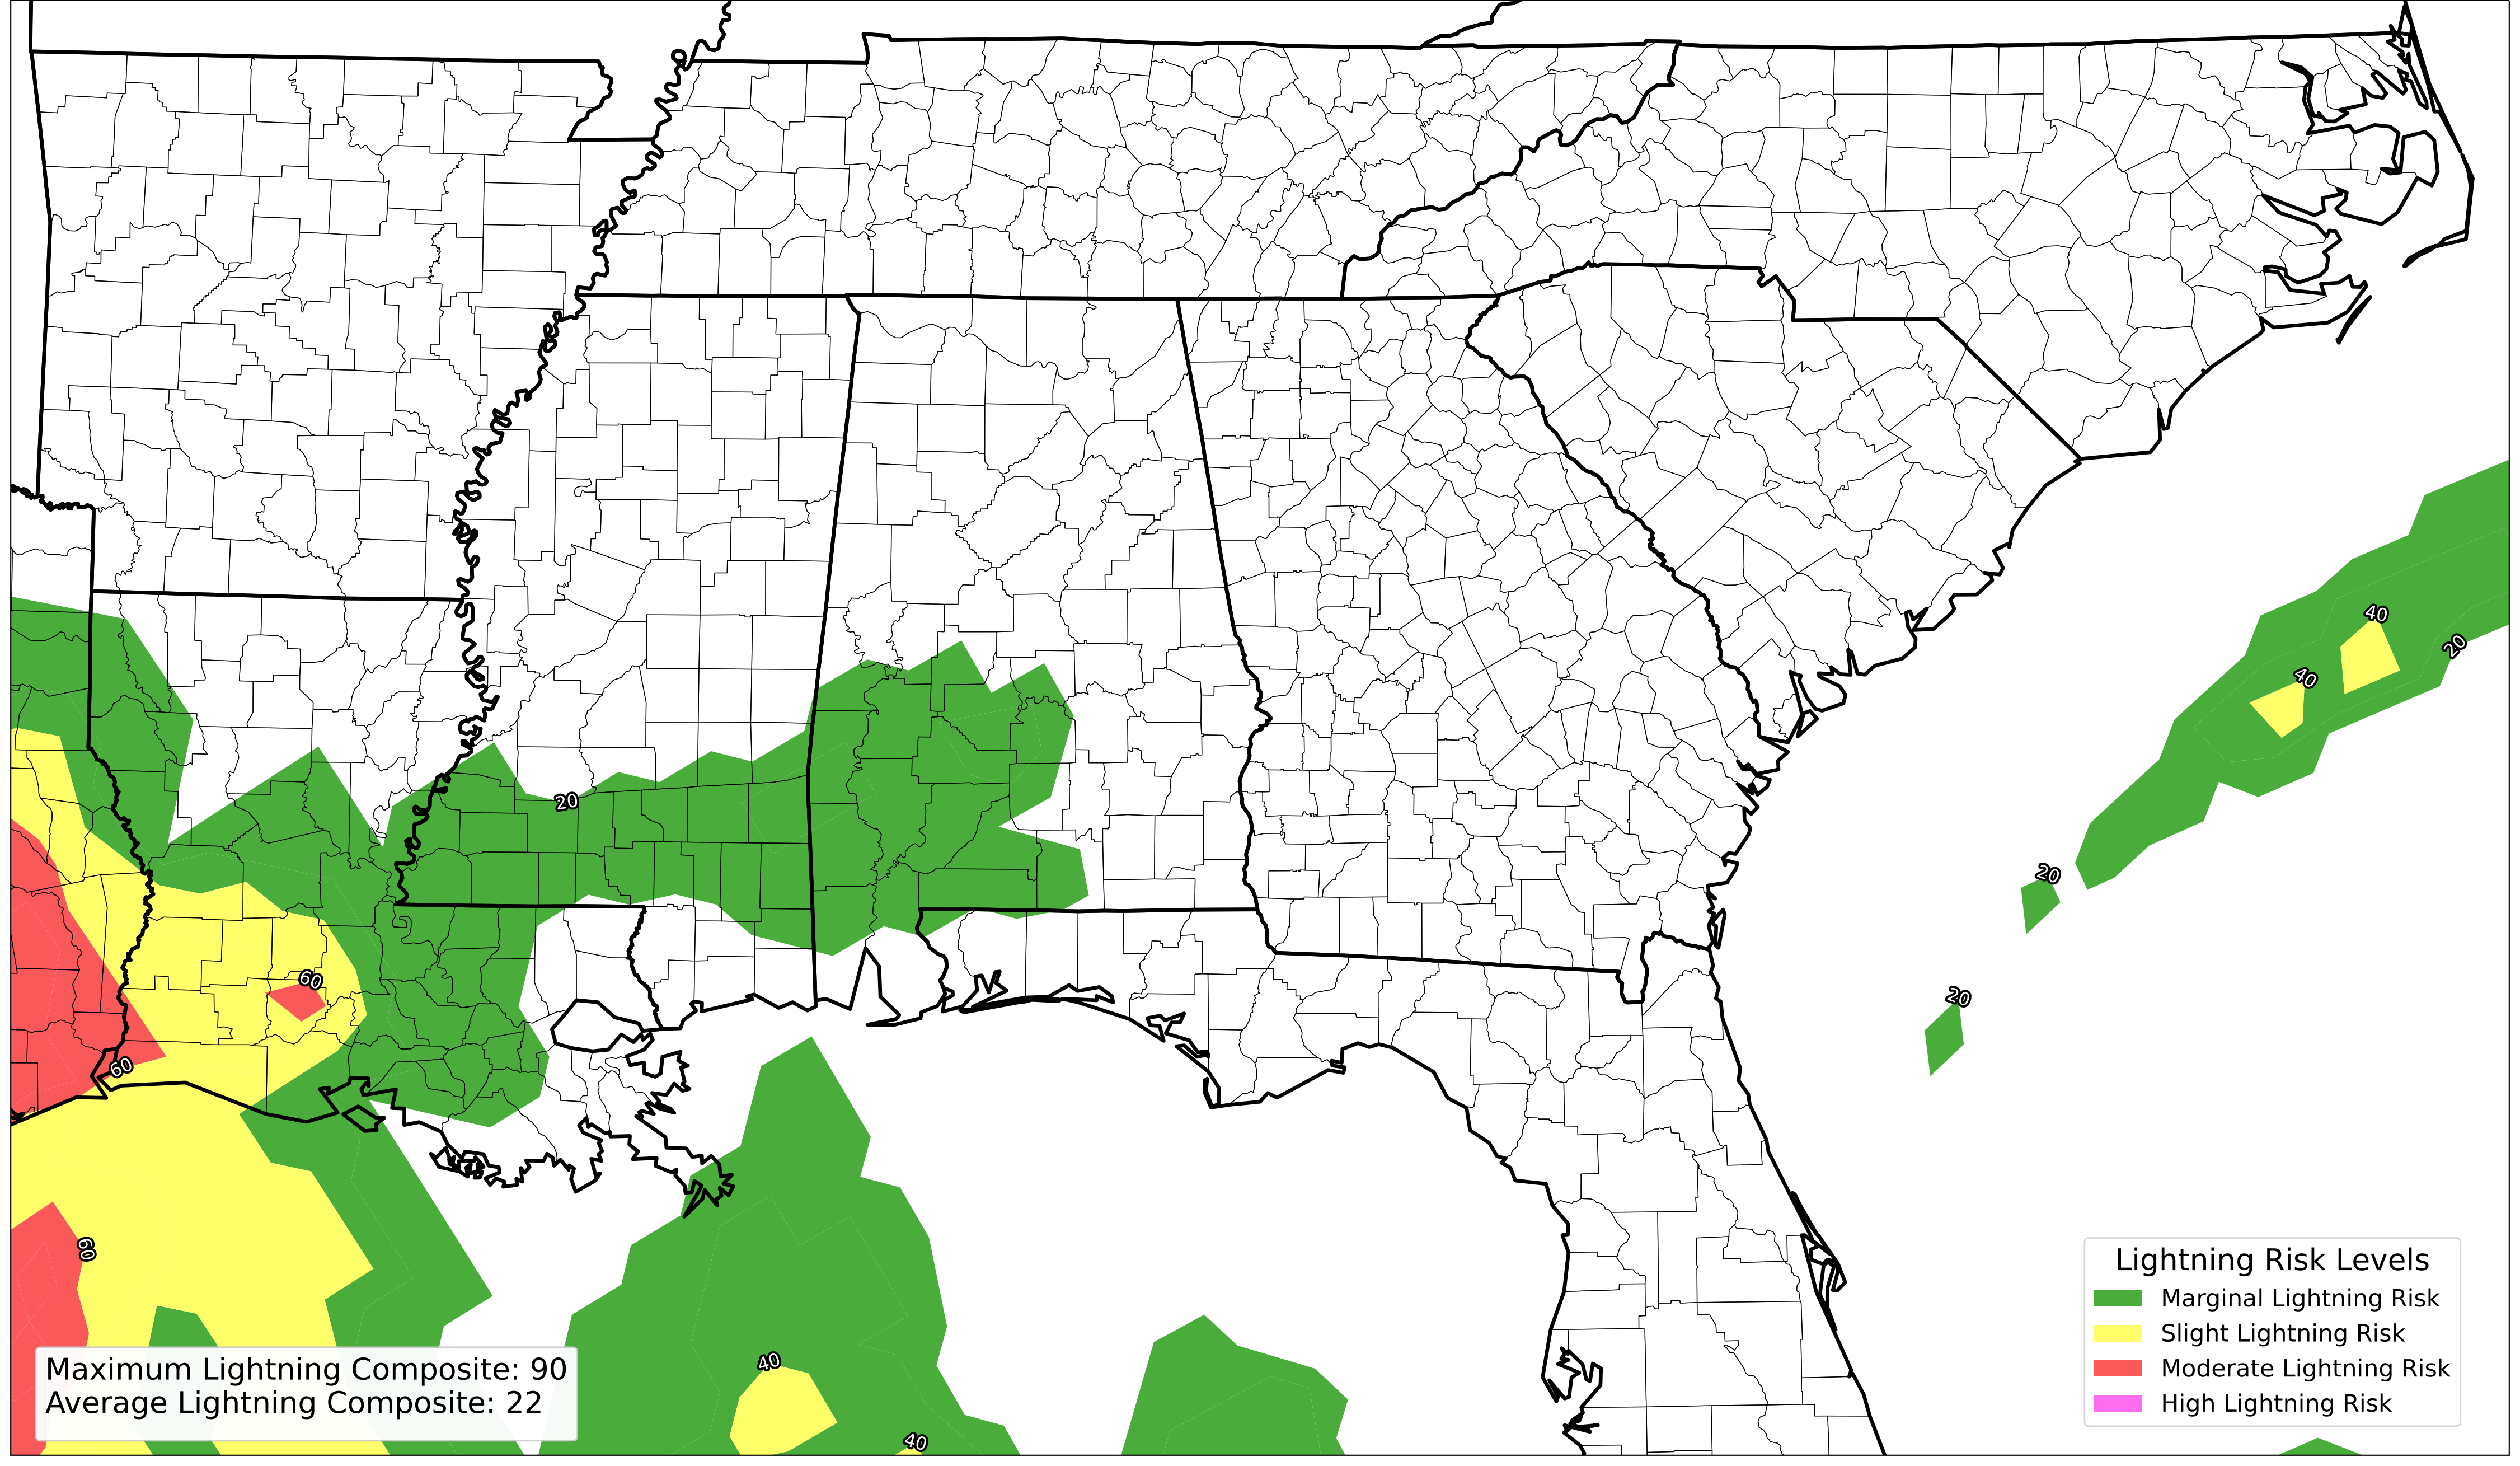 40
40
20
20
20
20
60
60
60
40
40
Lightning Risk Levels
Marginal Lightning Risk
Slight Lightning Risk
Moderate Lightning Risk
High Lightning Risk
Maximum Lightning Composite: 90
Average Lightning Composite: 22